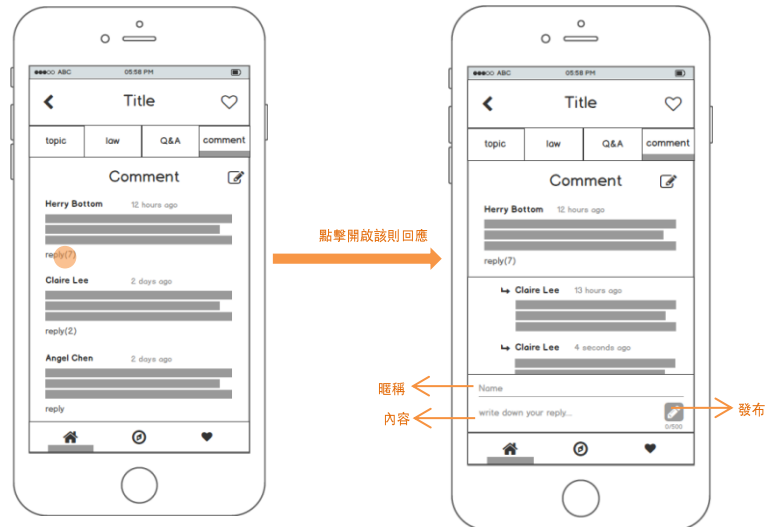 ABC 05:58 PM
Title
topic law Q&A comment
Comment
Herry Bottom 12 hours ago
reply(7)
Claire Lee 2 days ago
reply(2)
Angel Chen 2 days ago
reply
點擊開啟該則回應
ABC 05:58 PM
Title
topic law Q&A comment
Comment
Herry Bottom 12 hours ago
reply(7)
Claire Lee 13 hours ago
Claire Lee 4 seconds ago
暱稱
Name
內容
write down your reply...
0/500
發布